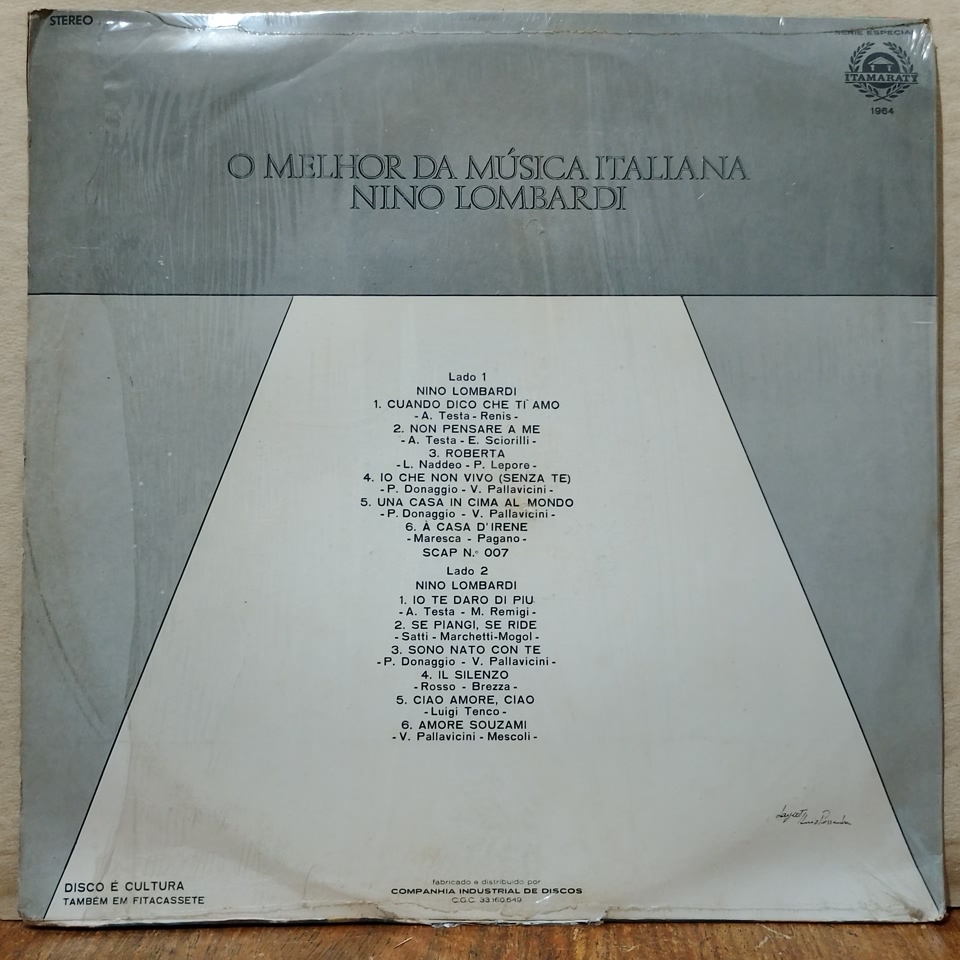 STEREO
SÉRIE ESPECIAL
ITAMARATY
1964
O MELHOR DA MÚSICA ITALIANA
NINO LOMBARDI
Lado 1
NINO LOMBARDI
1. CUANDO DICO CHE TI AMO
- A. Testa - Renis -
2. NON PENSARE A ME
- A. Testa - E. Sciorilli -
3. ROBERTA
- L. Naddeo - P. Lepore -
4. IO CHE NON VIVO (SENZA TE)
- P. Donaggio - V. Pallavicini -
5. UNA CASA IN CIMA AL MONDO
- P. Donaggio - V. Pallavicini -
6. À CASA D'IRENE
- Maresca - Pagano -
SCAP N.º 007
Lado 2
NINO LOMBARDI
1. IO TE DARO DI PIU
- A. Testa - M. Remigi -
2. SE PIANGI, SE RIDE
- Satti - Marchetti-Mogol -
3. SONO NATO CON TE
- P. Donaggio - V. Pallavicini -
4. IL SILENZO
- Rosso - Brezza -
5. CIAO AMORE, CIAO
- Luigi Tenco -
6. AMORE SOUZAMI
- V. Pallavicini - Mescoli -
DISCO É CULTURA
TAMBÉM EM FITACASSETE
fabricado e distribuido por
COMPANHIA INDUSTRIAL DE DISCOS
C.G.C. 33.160.649